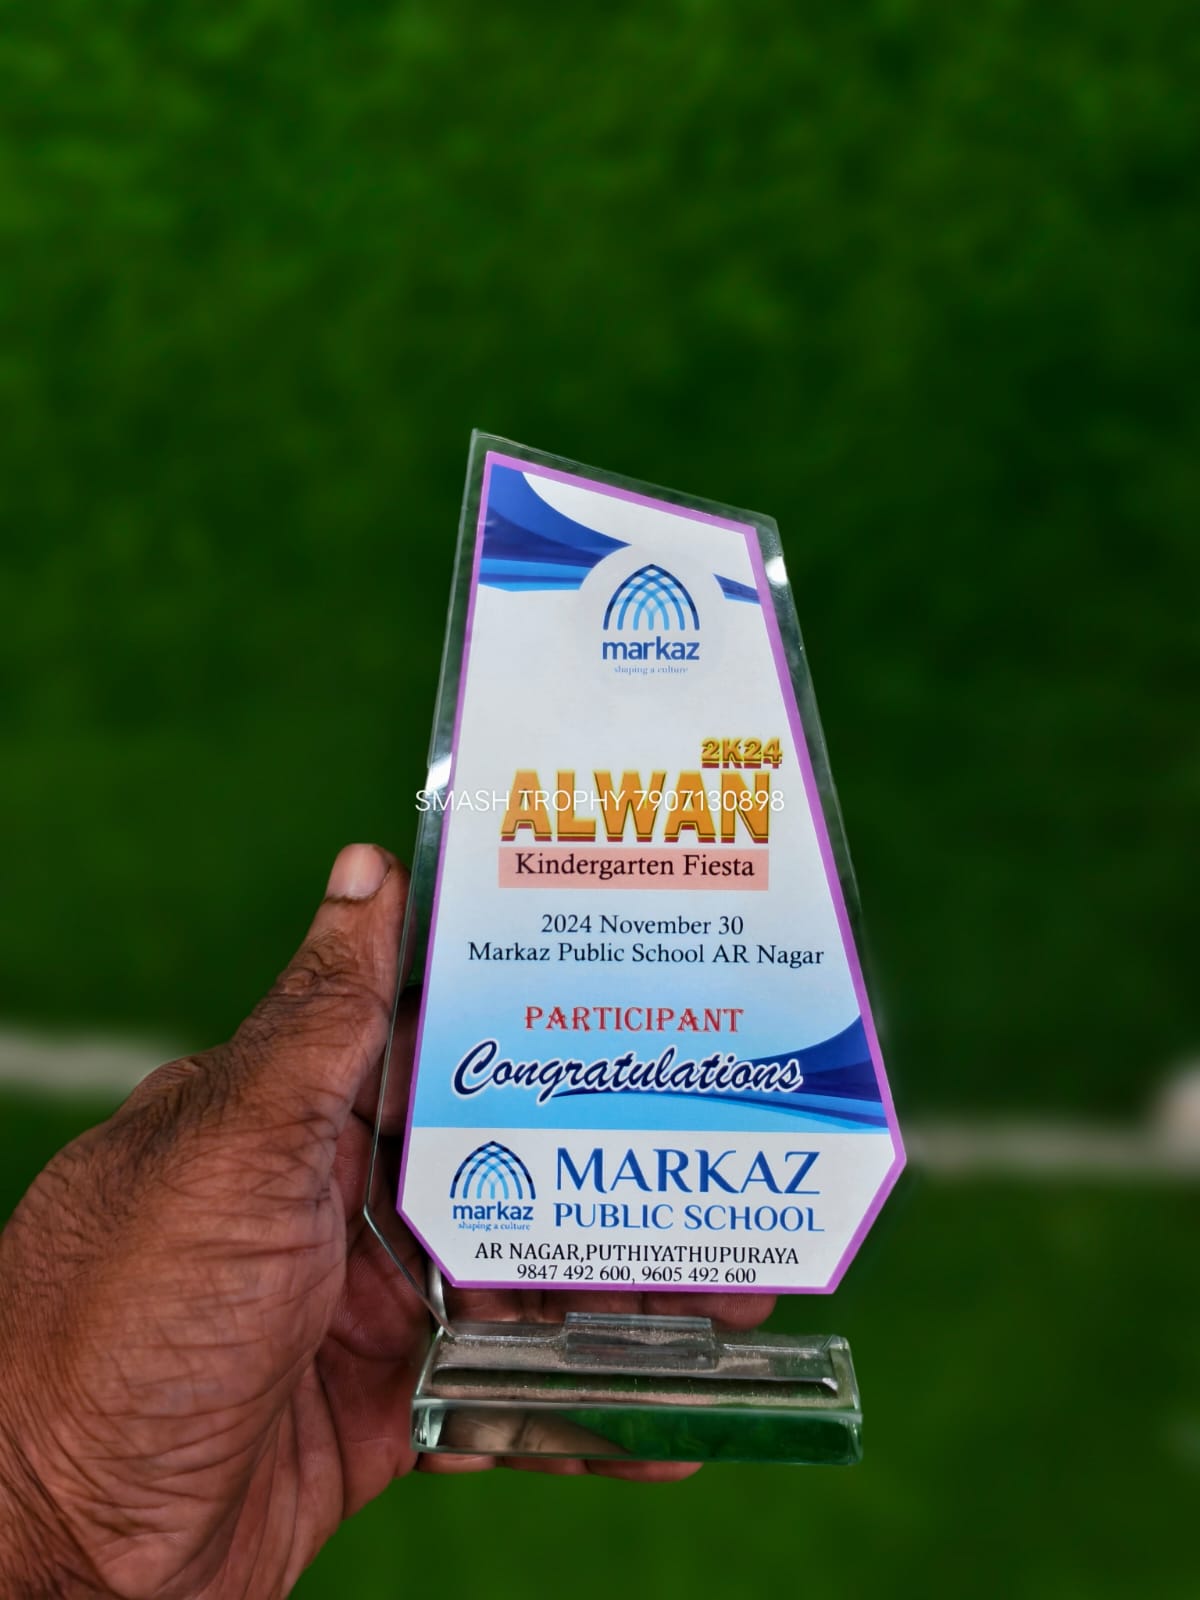 markaz
shaping a culture
2K24
ALWAN
SMASH TROPHY 7907130898
Kindergarten Fiesta
2024 November 30
Markaz Public School AR Nagar
PARTICIPANT
Congratulations
markaz
shaping a culture
MARKAZ
PUBLIC SCHOOL
AR NAGAR,PUTHIYATHUPURAYA
9847 492 600, 9605 492 600